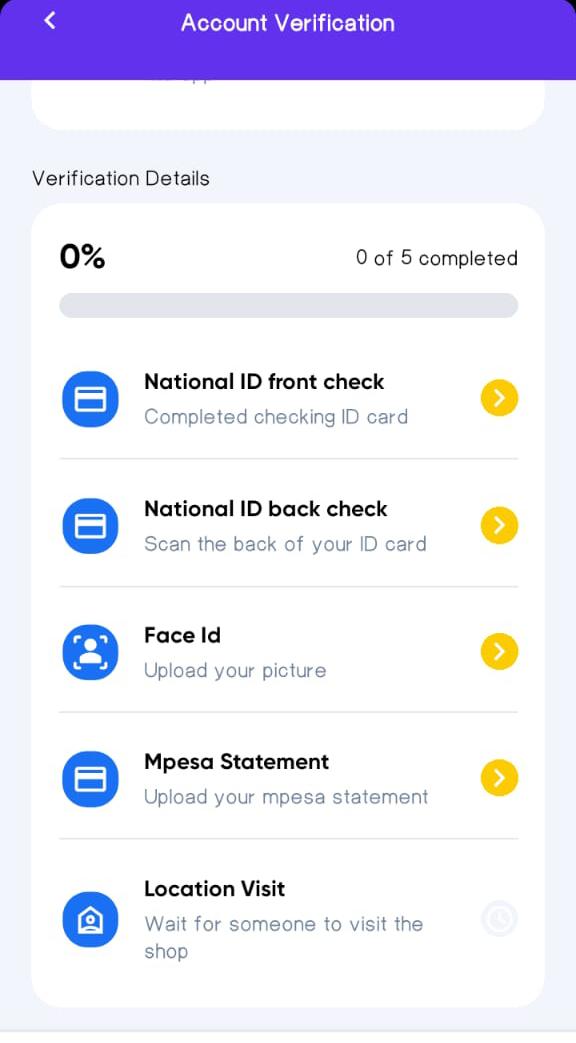 Account Verification
Verification Details
0%
0 of 5 completed
National ID front check
Completed checking ID card
National ID back check
Scan the back of your ID card
Face Id
Upload your picture
Mpesa Statement
Upload your mpesa statement
Location Visit
Wait for someone to visit the
shop